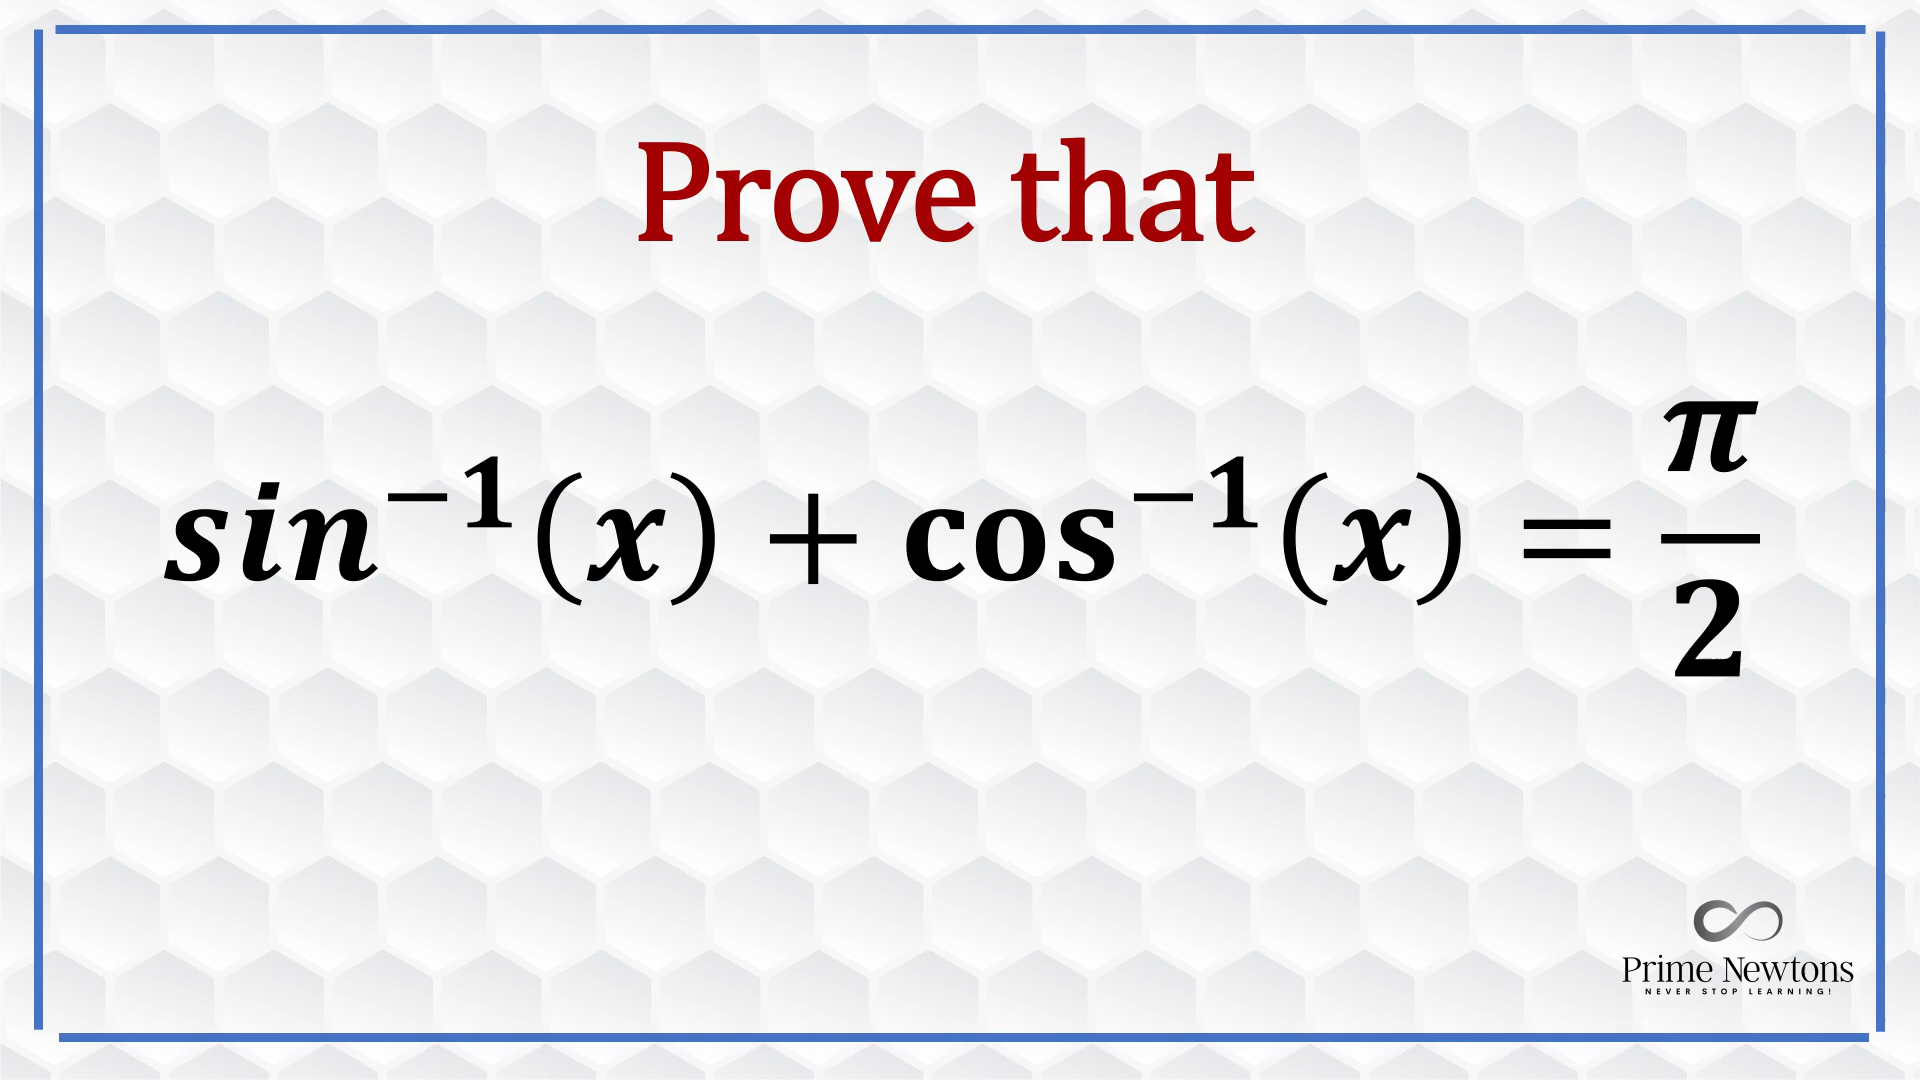 Prove that
sin⁻¹(x) + cos⁻¹(x) = π/2
Prime Newtons
NEVER STOP LEARNING!